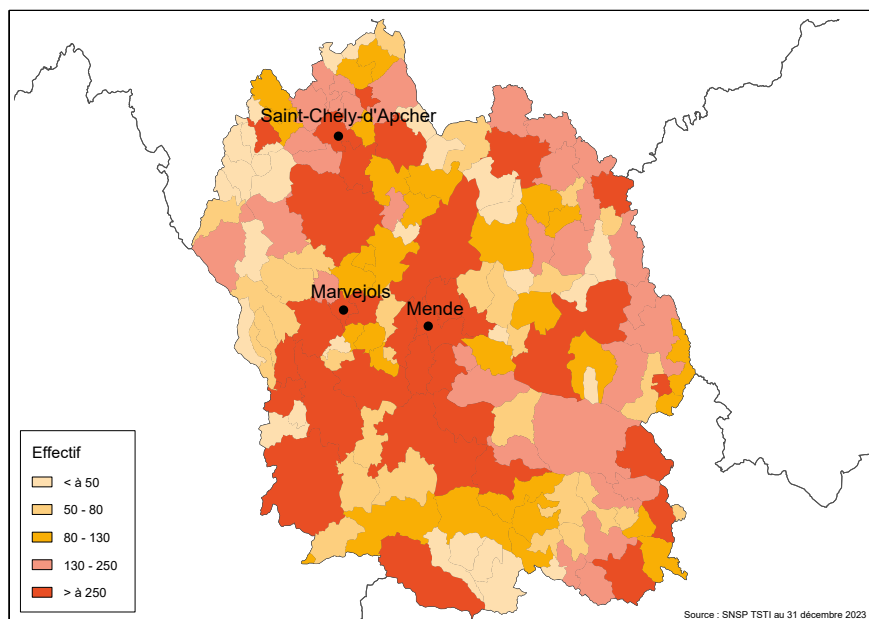 Saint-Chély-d'Apcher
Marvejols
Mende
Effectif
< à 50
50 - 80
80 - 130
130 - 250
> à 250
Source : SNSP TSTI au 31 décembre 2023